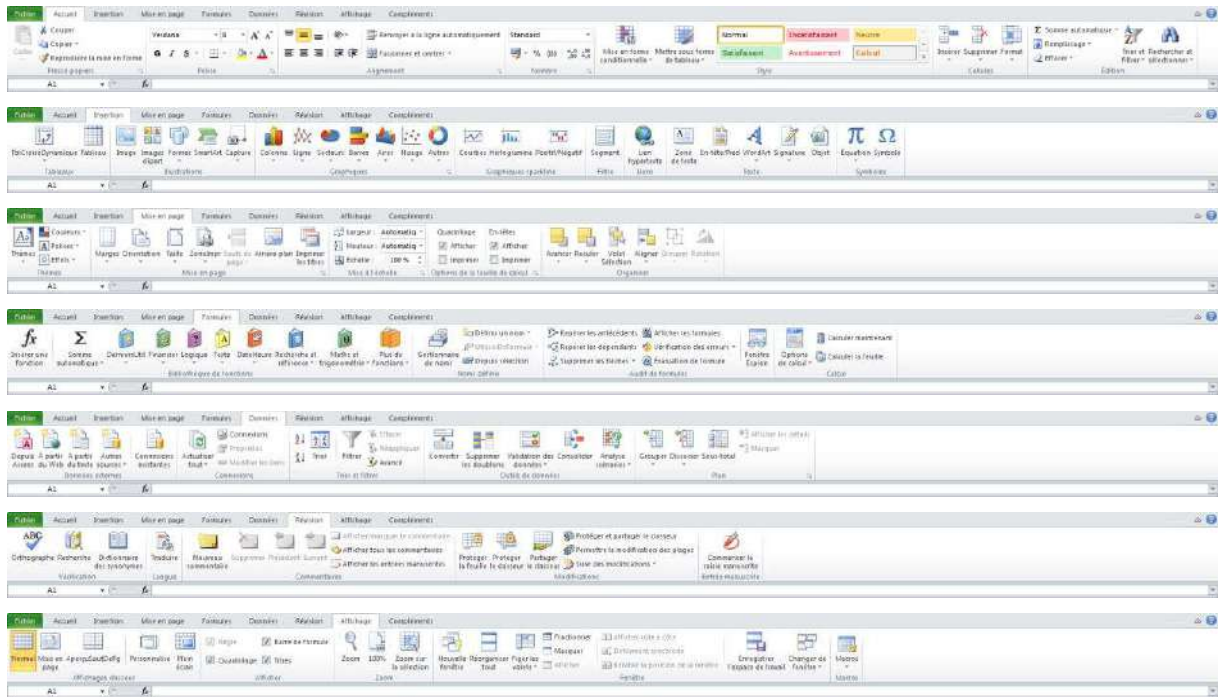 Fichier Accueil Insertion Mise en page Formules Données Révision Affichage Compléments
Couper Verdana 8 A A Renvoyer à la ligne automatiquement Standard Normal Insatisfaisant Neutre Σ Somme automatique
Copier Remplissage
Coller Reproduire la mise en forme G I S Fusionner et centrer % 000 Mise en forme conditionnelle Mettre sous forme de tableau Satisfaisant Avertissement Calcul Insérer Supprimer Format Effacer Trier et Filtrer Rechercher et sélectionner
Presse-papiers Police Alignement Nombre Style Cellules Édition
A1 fx
Fichier Accueil Insertion Mise en page Formules Données Révision Affichage Compléments
TblCroiséDynamique Tableau Image Images d'clipart Formes SmartArt Capture Colonne Ligne Secteurs Barres Aires Nuage Autres Courbes Histogramme Positif/Négatif Segment Lien hypertexte Zone de texte En-tête/Pied WordArt Signature Objet Équation Symbole
Tableaux Illustrations Graphiques Graphiques sparkline Filtre Liens Texte Symboles
A1 fx
Fichier Accueil Insertion Mise en page Formules Données Révision Affichage Compléments
Couleurs Largeur : Automatiq Quadrillage En-têtes
Polices Hauteur : Automatiq Afficher Afficher
Thèmes Effets Marges Orientation Taille ZoneImpr Sauts de page Arrière-plan Imprimer les titres Échelle : 100 % Imprimer Imprimer Avancer Reculer Volet Sélection Aligner Grouper Rotation
Thèmes Mise en page Mise à l'échelle Options de la feuille de calcul Organiser
A1 fx
Fichier Accueil Insertion Mise en page Formules Données Révision Affichage Compléments
Définir un nom Repérer les antécédents Afficher les formules Calculer maintenant
Repérer les dépendants Vérification des erreurs Calculer la feuille
Insérer une fonction Somme automatique DernièreUtil Financier Logique Texte DateHeure Recherche et référence Maths et trigonométrie Plus de fonctions Gestionnaire de noms Depuis sélection Supprimer les flèches Évaluation de formule Fenêtre Espion Options de calcul
Bibliothèque de fonctions Noms définis Audit de formules Calcul
A1 fx
Fichier Accueil Insertion Mise en page Formules Données Révision Affichage Compléments
Connexions Effacer Afficher les détails
Propriétés Réappliquer Masquer
Depuis Access À partir du Web À partir du texte Autres sources Connexions existantes Actualiser tout Modifier les liens Trier Filtrer Avancé Convertir Supprimer les doublons Validation des données Consolider Analyse scénarios Grouper Dissocier Sous-total
Données externes Connexions Trier et filtrer Outils de données Plan
A1 fx
Fichier Accueil Insertion Mise en page Formules Données Révision Affichage Compléments
Afficher/masquer le commentaire Protéger et partager le classeur
Afficher tous les commentaires Permettre la modification des plages
Orthographe Recherche Dictionnaire des synonymes Traduire Nouveau commentaire Supprimer Précédent Suivant Afficher les entrées manuscrites Protéger la feuille Protéger le classeur Partager le classeur Suivi des modifications Commencer la saisie manuscrite
Vérification Langue Commentaires Modifications Entrée manuscrite
A1 fx
Fichier Accueil Insertion Mise en page Formules Données Révision Affichage Compléments
Règle Barre de formule Fractionner Afficher côte à côte
Quadrillage Titres Masquer Défilement synchrone
Normal Mise en page AperçuSautDePg Personnalisé Plein écran Zoom 100% Zoom sur la sélection Nouvelle fenêtre Réorganiser tout Figer les volets Afficher Rétablir la position de la fenêtre Enregistrer l'espace de travail Changer de fenêtre Macros
Affichages classeur Afficher Zoom Fenêtre Macros
A1 fx